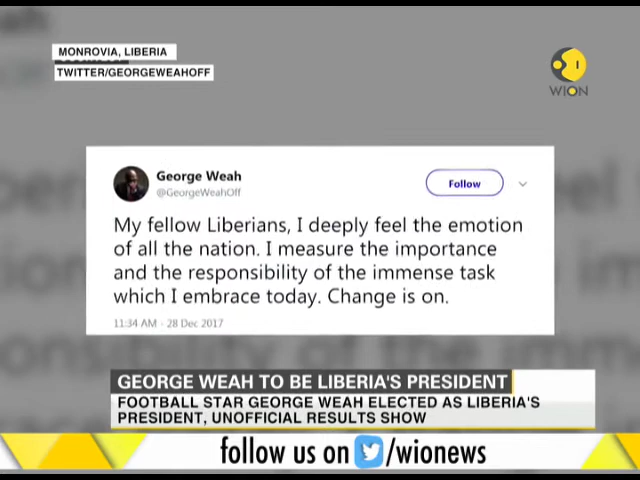 MONROVIA, LIBERIA
TWITTER/GEORGEWEAHOFF
WION
George Weah
@GeorgeWeahOff
Follow
My fellow Liberians, I deeply feel the emotion
of all the nation. I measure the importance
and the responsibility of the immense task
which I embrace today. Change is on.
11:34 AM - 28 Dec 2017
GEORGE WEAH TO BE LIBERIA'S PRESIDENT
FOOTBALL STAR GEORGE WEAH ELECTED AS LIBERIA'S
PRESIDENT, UNOFFICIAL RESULTS SHOW
follow us on /wionews